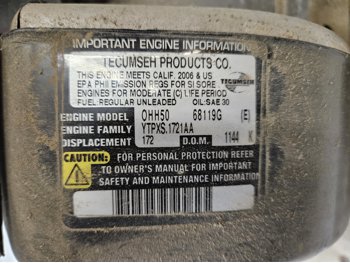 IMPORTANT ENGINE INFORMATION
TECUMSEH PRODUCTS CO.
THIS ENGINE MEETS CALIF. 2006 & US
EPA PHII EMISSION REGS FOR SI SORE
TECUMSEH
ENGINES FOR MODERATE (C) LIFE PERIOD
FUEL: REGULAR UNLEADED OIL: SAE 30
ENGINE MODEL OHH50 68119G (E)
ENGINE FAMILY YTPXS.1721AA
DISPLACEMENT 172 D.O.M. 1144 K
CAUTION: FOR PERSONAL PROTECTION REFER
TO OWNER'S MANUAL FOR IMPORTANT
SAFETY AND MAINTENANCE INFORMATION